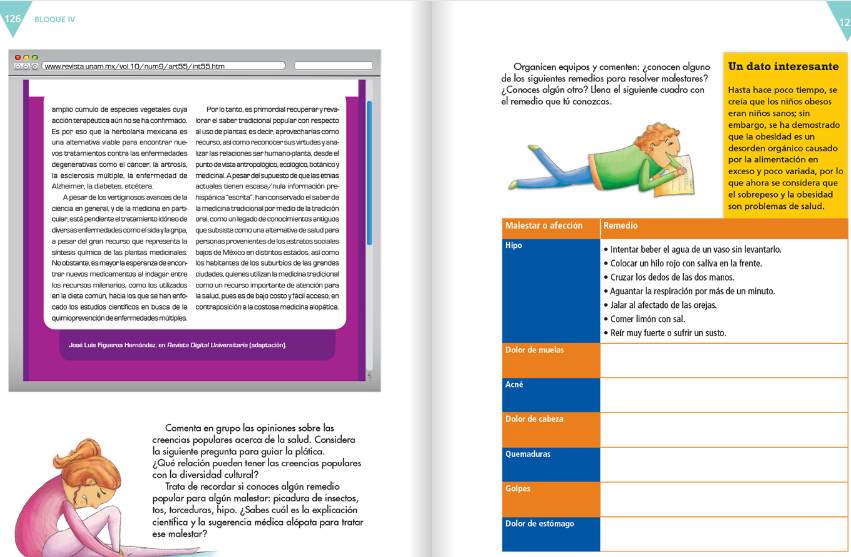 126
BLOQUE IV
www.revista.unam.mx/vol.10/num9/art55/int55.htm
amplio cúmulo de especies vegetales cuya
acción terapéutica aún no se ha confirmado.
Es por eso que la herbolaria mexicana es
una alternativa viable para encontrar nue-
vos tratamientos contra las enfermedades
degenerativas como el cáncer, la artrosis,
la esclerosis múltiple, la enfermedad de
Alzheimer, la diabetes, etcétera.
A pesar de los vertiginosos avances de la
ciencia en general, y de la medicina en parti-
cular, está pendiente el tratamiento idóneo de
diversas enfermedades como el sida y la gripa,
a pesar del gran recurso que representa la
síntesis química de las plantas medicinales.
No obstante, es mayor la esperanza de encon-
trar nuevos medicamentos al indagar entre
los recursos milenarios, como los utilizados
en la dieta común, hacia los que se han enfo-
cado los estudios científicos en busca de la
quimioprevención de enfermedades múltiples.
Por lo tanto, es primordial recuperar y reva-
lorar el saber tradicional popular con respecto
al uso de plantas; es decir, aprovecharlas como
recurso, así como reconocer sus virtudes y ana-
lizar las relaciones ser humano-planta, desde el
punto de vista antropológico, ecológico, botánico y
medicinal. A pesar del supuesto de que las etnias
actuales tienen escasa/nula información pre-
hispánica "escrita", han conservado el saber de
la medicina tradicional por medio de la tradición
oral, como un legado de conocimientos antiguos
que subsiste como una alternativa de salud para
personas provenientes de los estratos sociales
bajos de México en distintos estados, así como
los habitantes de los suburbios de las grandes
ciudades, quienes utilizan la medicina tradicional
como un recurso importante de atención para
la salud, pues es de bajo costo y fácil acceso, en
contraposición a la costosa medicina alopática.
José Luis Figueroa Hernández, en Revista Digital Universitaria (adaptación).
Comenta en grupo las opiniones sobre las
creencias populares acerca de la salud. Considera
la siguiente pregunta para guiar la plática.
¿Qué relación pueden tener las creencias populares
con la diversidad cultural?
Trata de recordar si conoces algún remedio
popular para algún malestar: picadura de insectos,
tos, torceduras, hipo. ¿Sabes cuál es la explicación
científica y la sugerencia médica alópata para tratar
ese malestar?
12
Organicen equipos y comenten: ¿conocen alguno
de los siguientes remedios para resolver malestares?
¿Conoces algún otro? Llena el siguiente cuadro con
el remedio que tú conozcas.
Un dato interesante
Hasta hace poco tiempo, se
creía que los niños obesos
eran niños sanos; sin
embargo, se ha demostrado
que la obesidad es un
desorden orgánico causado
por la alimentación en
exceso y poco variada, por lo
que ahora se considera que
el sobrepeso y la obesidad
son problemas de salud.
Malestar o afección Remedio
Hipo
• Intentar beber el agua de un vaso sin levantarlo.
• Colocar un hilo rojo con saliva en la frente.
• Cruzar los dedos de las dos manos.
• Aguantar la respiración por más de un minuto.
• Jalar al afectado de las orejas.
• Comer limón con sal.
• Reír muy fuerte o sufrir un susto.
Dolor de muelas
Acné
Dolor de cabeza
Quemaduras
Golpes
Dolor de estómago